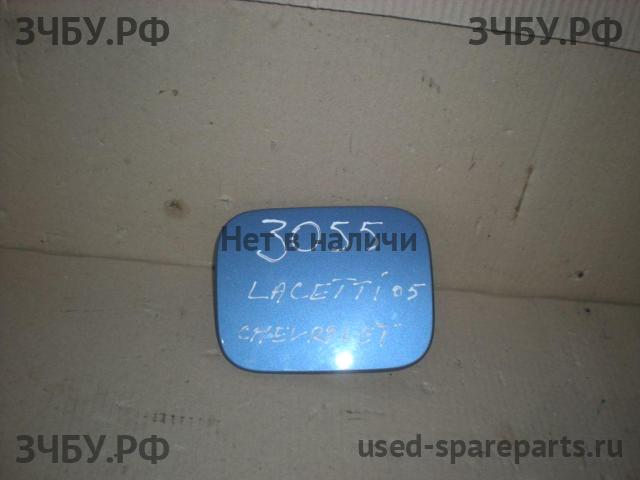 ЗЧБУ.РФ
ЗЧБУ.РФ
3055
Нет в наличи
LACETTi 05
CHEVROLET
ЗЧБУ.РФ
used-spareparts.ru